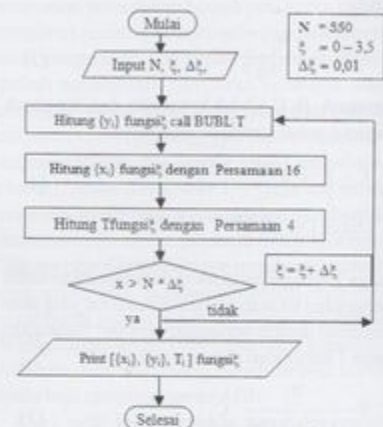 Mulai
N = 350
ξ = 0 – 3,5
Δξ = 0,01
Input N, ξ, Δξ,
Hitung {yᵢ} fungsiξ call BUBL T
Hitung {xᵢ} fungsiξ dengan Persamaan 16
Hitung Tfungsiξ dengan Persamaan 4
x > N * Δξ
ξ = ξ + Δξ
ya
tidak
Print [{xᵢ}, {yᵢ}, Tᵢ] fungsiξ
Selesai